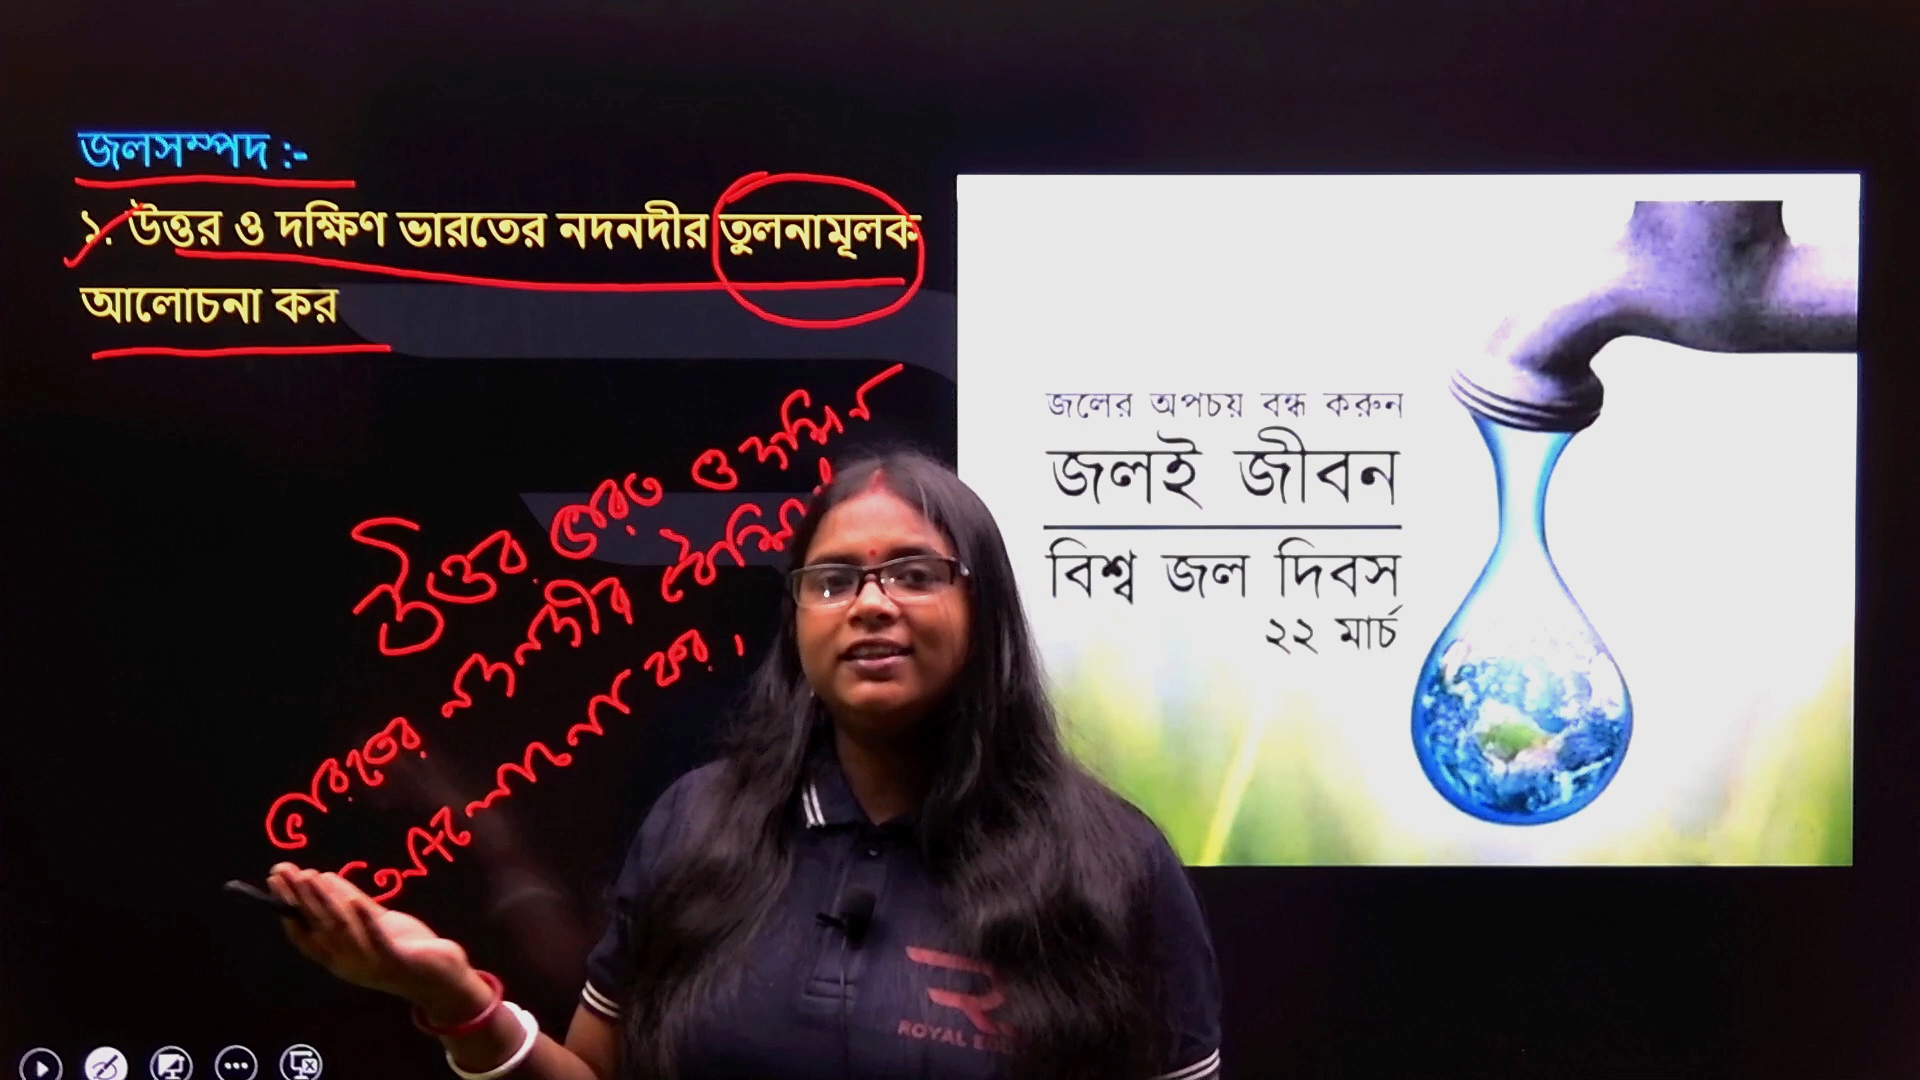 জলসম্পদ :-
১. উত্তর ও দক্ষিণ ভারতের নদনদীর তুলনামূলক
আলোচনা কর
উত্তর ভারত ও দক্ষিন
ভারতের নদনদীর
কর ।
জলের অপচয় বন্ধ করুন
জলই জীবন
বিশ্ব জল দিবস
২২ মার্চ
ROYAL